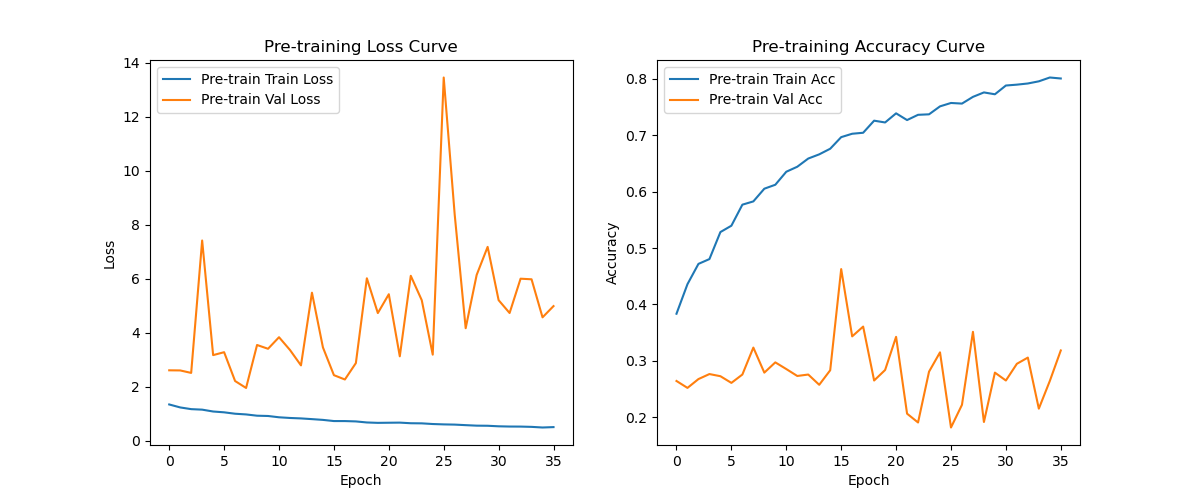 Pre-training Loss Curve
Pre-train Train Loss
Pre-train Val Loss
14
12
10
8
6
4
2
0
Loss
0 5 10 15 20 25 30 35
Epoch
Pre-training Accuracy Curve
Pre-train Train Acc
Pre-train Val Acc
0.8
0.7
0.6
0.5
0.4
0.3
0.2
Accuracy
0 5 10 15 20 25 30 35
Epoch